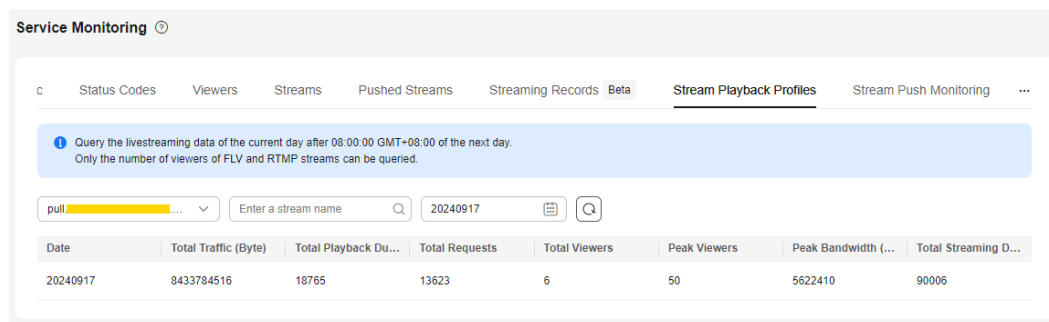 Service Monitoring ?
c Status Codes Viewers Streams Pushed Streams Streaming Records Beta Stream Playback Profiles Stream Push Monitoring ...
Query the livestreaming data of the current day after 08:00:00 GMT+08:00 of the next day.
Only the number of viewers of FLV and RTMP streams can be queried.
pull. ... Enter a stream name 20240917
Date Total Traffic (Byte) Total Playback Du... Total Requests Total Viewers Peak Viewers Peak Bandwidth (... Total Streaming D...
20240917 8433784516 18765 13623 6 50 5622410 90006